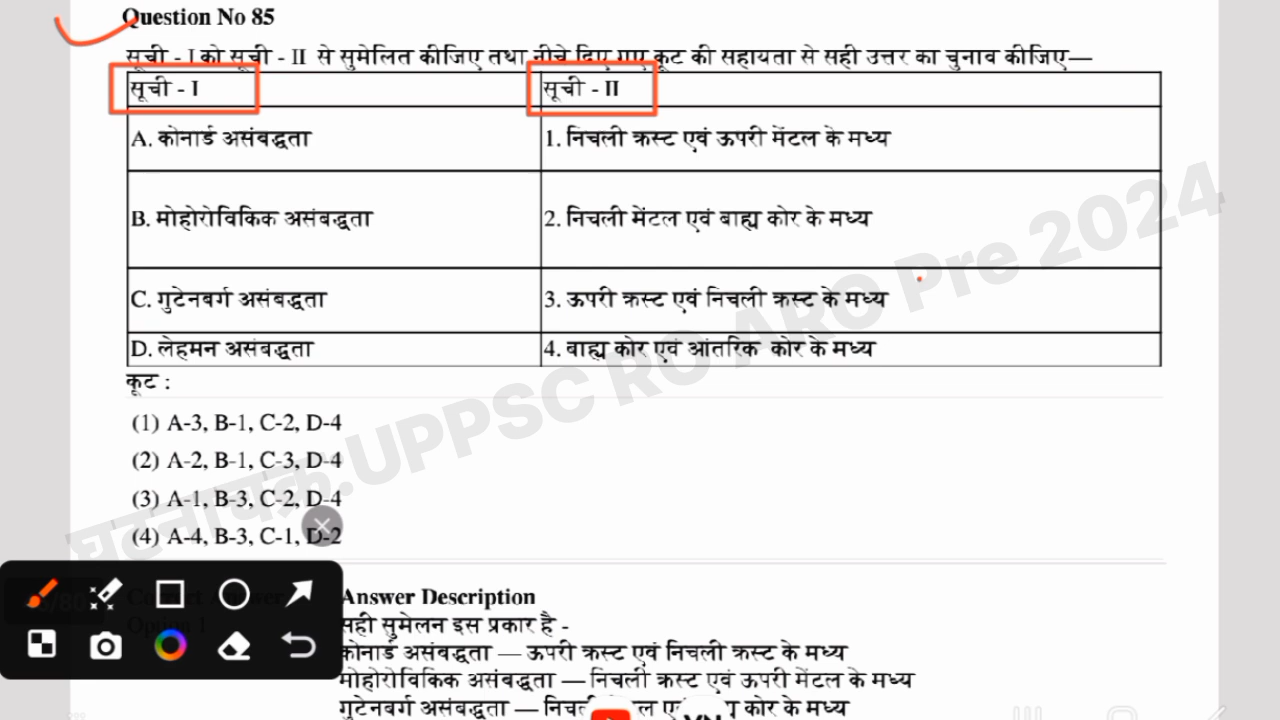 Question No 85
सूची - I को सूची - II से सुमेलित कीजिए तथा नीचे दिए गए कूट की सहायता से सही उत्तर का चुनाव कीजिए—
सूची - I
सूची - II
A. कोनार्ड असंबद्धता
1. निचली क्रस्ट एवं ऊपरी मेंटल के मध्य
B. मोहोरोविकिक असंबद्धता
2. निचली मेंटल एवं बाह्य कोर के मध्य
C. गुटेनबर्ग असंबद्धता
3. ऊपरी क्रस्ट एवं निचली क्रस्ट के मध्य
D. लेहमन असंबद्धता
4. बाह्य कोर एवं आंतरिक कोर के मध्य
कूट :
(1) A-3, B-1, C-2, D-4
(2) A-2, B-1, C-3, D-4
(3) A-1, B-3, C-2, D-4
(4) A-4, B-3, C-1, D-2
UPPSC RO ARO Pre 2024
Answer Description
Option 1
सही सुमेलन इस प्रकार है -
कोनार्ड असंबद्धता — ऊपरी क्रस्ट एवं निचली क्रस्ट के मध्य
मोहोरोविकिक असंबद्धता — निचली क्रस्ट एवं ऊपरी मेंटल के मध्य
गुटेनबर्ग असंबद्धता — कोर के मध्य